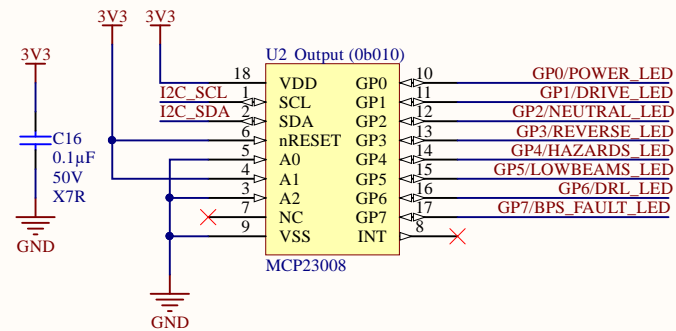 3V3 3V3
3V3
U2 Output (0b010)
18 VDD GP0 10 GP0/POWER_LED
I2C_SCL 1 SCL GP1 11 GP1/DRIVE_LED
I2C_SDA 2 SDA GP2 12 GP2/NEUTRAL_LED
6 nRESET GP3 13 GP3/REVERSE_LED
5 A0 GP4 14 GP4/HAZARDS_LED
4 A1 GP5 15 GP5/LOWBEAMS_LED
3 A2 GP6 16 GP6/DRL_LED
7 NC GP7 17 GP7/BPS_FAULT_LED
9 VSS INT 8
MCP23008
C16
0.1µF
50V
X7R
GND
GND